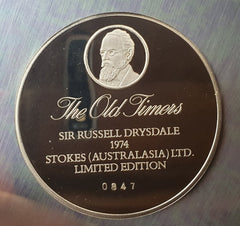 The Old Timers
SIR RUSSELL DRYSDALE
1974
STOKES (AUSTRALASIA) LTD.
LIMITED EDITION
0847